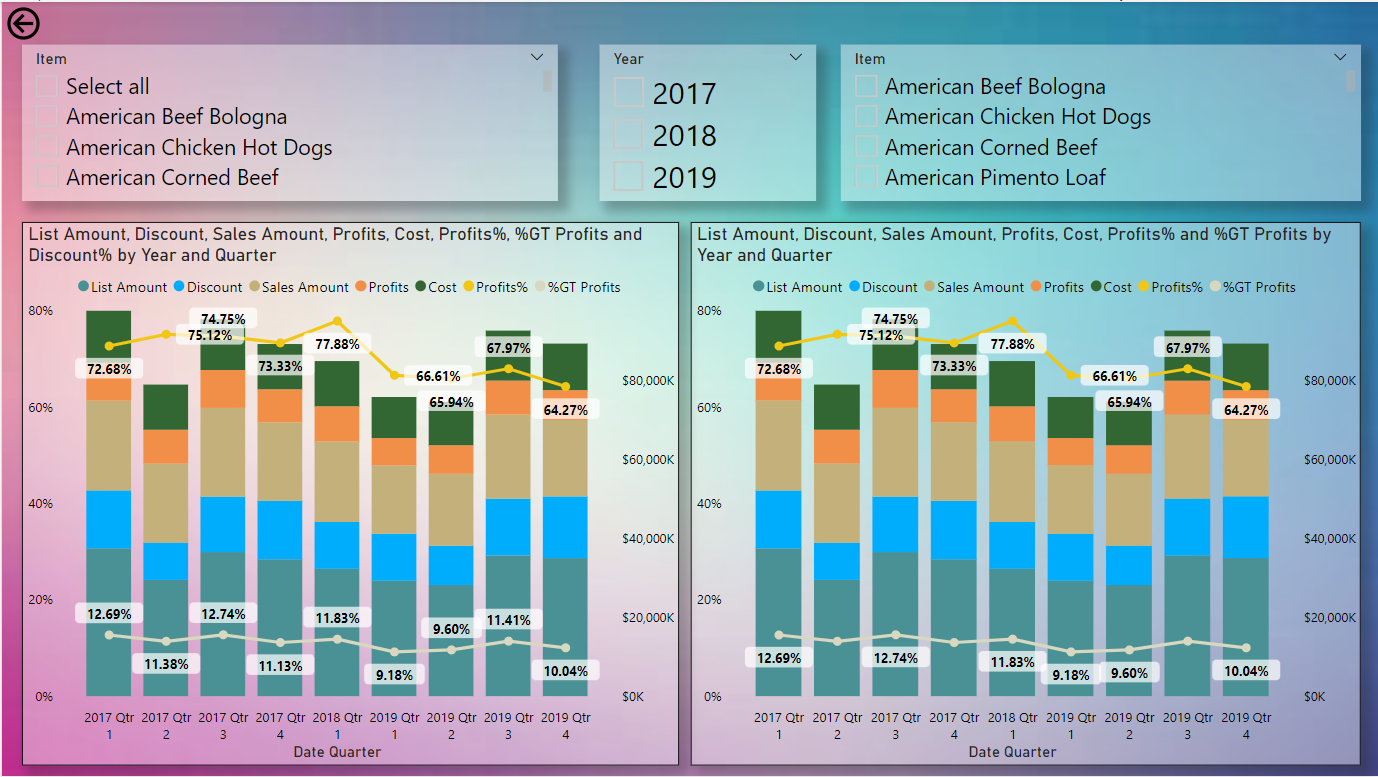 Item
Select all
American Beef Bologna
American Chicken Hot Dogs
American Corned Beef
Year
2017
2018
2019
Item
American Beef Bologna
American Chicken Hot Dogs
American Corned Beef
American Pimento Loaf
List Amount, Discount, Sales Amount, Profits, Cost, Profits%, %GT Profits and
Discount% by Year and Quarter
List Amount Discount Sales Amount Profits Cost Profits% %GT Profits
80%
60%
40%
20%
0%
72.68%
75.12%
74.75%
73.33%
77.88%
66.61%
65.94%
67.97%
64.27%
12.69%
11.38%
12.74%
11.13%
11.83%
9.18%
9.60%
11.41%
10.04%
$80,000K
$60,000K
$40,000K
$20,000K
$0K
2017 Qtr 2017 Qtr 2017 Qtr 2017 Qtr 2018 Qtr 2019 Qtr 2019 Qtr 2019 Qtr 2019 Qtr
1 2 3 4 1 1 2 3 4
Date Quarter
List Amount, Discount, Sales Amount, Profits, Cost, Profits% and %GT Profits by
Year and Quarter
List Amount Discount Sales Amount Profits Cost Profits% %GT Profits
80%
60%
40%
20%
0%
72.68%
75.12%
74.75%
73.33%
77.88%
66.61%
65.94%
67.97%
64.27%
12.69%
12.74%
11.83%
9.18%
9.60%
10.04%
$80,000K
$60,000K
$40,000K
$20,000K
$0K
2017 Qtr 2017 Qtr 2017 Qtr 2017 Qtr 2018 Qtr 2019 Qtr 2019 Qtr 2019 Qtr 2019 Qtr
1 2 3 4 1 1 2 3 4
Date Quarter